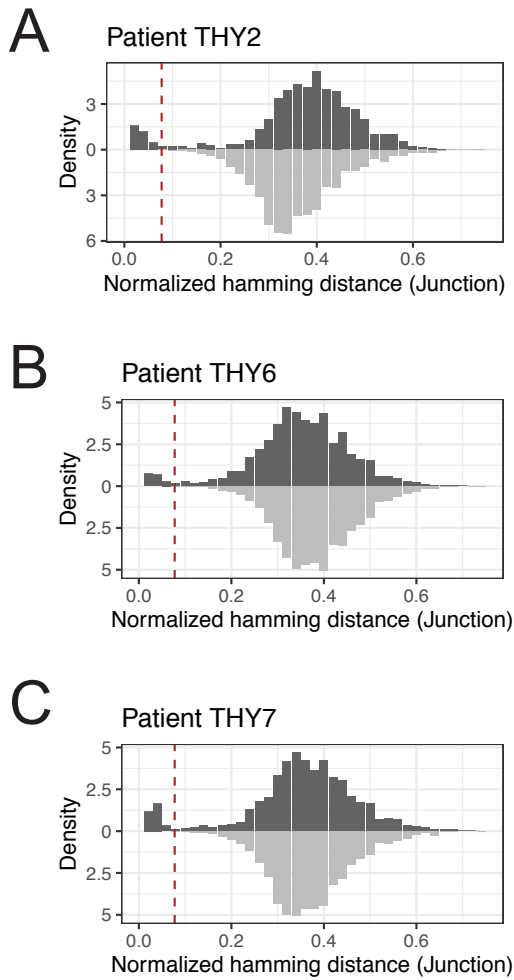 A
Patient THY2
Density
3
0
3
6
0.0 0.2 0.4 0.6
Normalized hamming distance (Junction)
B
Patient THY6
Density
5
2.5
0
2.5
5
0.0 0.2 0.4 0.6
Normalized hamming distance (Junction)
C
Patient THY7
Density
5
2.5
0
2.5
5
0.0 0.2 0.4 0.6
Normalized hamming distance (Junction)